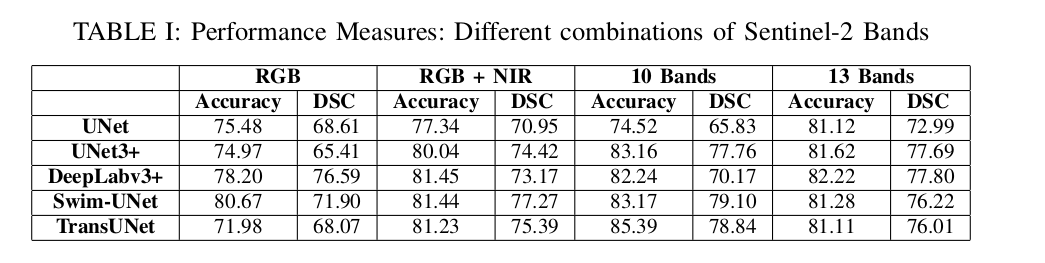 TABLE I: Performance Measures: Different combinations of Sentinel-2 Bands
RGB RGB + NIR 10 Bands 13 Bands
Accuracy DSC Accuracy DSC Accuracy DSC Accuracy DSC
UNet 75.48 68.61 77.34 70.95 74.52 65.83 81.12 72.99
UNet3+ 74.97 65.41 80.04 74.42 83.16 77.76 81.62 77.69
DeepLabv3+ 78.20 76.59 81.45 73.17 82.24 70.17 82.22 77.80
Swim-UNet 80.67 71.90 81.44 77.27 83.17 79.10 81.28 76.22
TransUNet 71.98 68.07 81.23 75.39 85.39 78.84 81.11 76.01